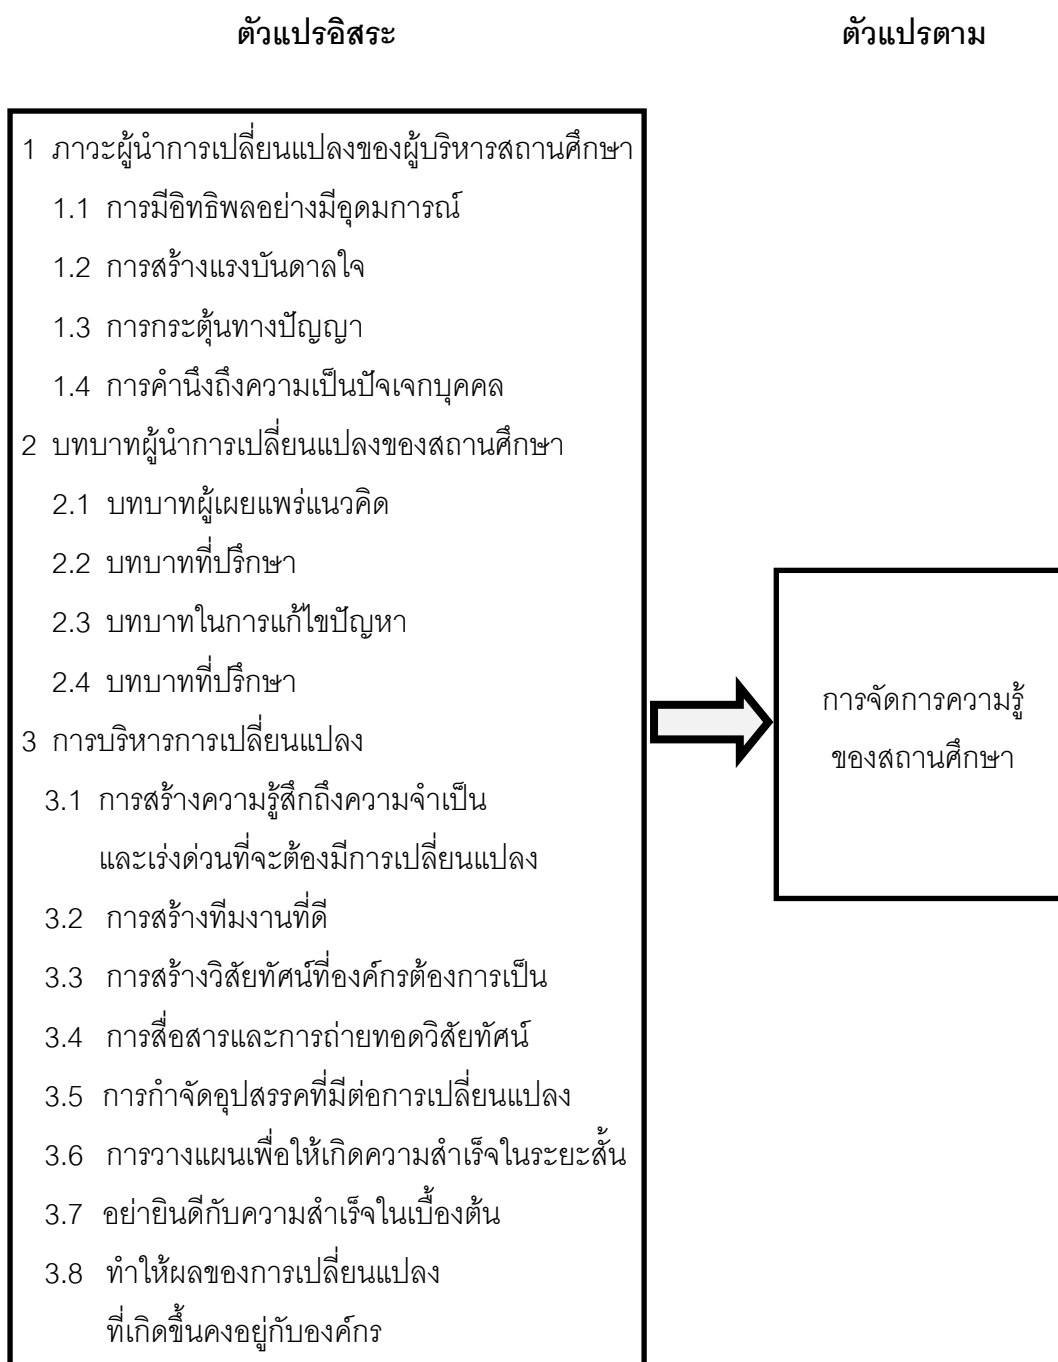 ตัวแปรอิสระ
ตัวแปรตาม
1 ภาวะผู้นำการเปลี่ยนแปลงของผู้บริหารสถานศึกษา
1.1 การมีอิทธิพลอย่างมีอุดมการณ์
1.2 การสร้างแรงบันดาลใจ
1.3 การกระตุ้นทางปัญญา
1.4 การคำนึงถึงความเป็นปัจเจกบุคคล
2 บทบาทผู้นำการเปลี่ยนแปลงของสถานศึกษา
2.1 บทบาทผู้เผยแพร่แนวคิด
2.2 บทบาทที่ปรึกษา
2.3 บทบาทในการแก้ไขปัญหา
2.4 บทบาทที่ปรึกษา
3 การบริหารการเปลี่ยนแปลง
3.1 การสร้างความรู้สึกถึงความจำเป็น
และเร่งด่วนที่จะต้องมีการเปลี่ยนแปลง
3.2 การสร้างทีมงานที่ดี
3.3 การสร้างวิสัยทัศน์ที่องค์กรต้องการเป็น
3.4 การสื่อสารและการถ่ายทอดวิสัยทัศน์
3.5 การกำจัดอุปสรรคที่มีต่อการเปลี่ยนแปลง
3.6 การวางแผนเพื่อให้เกิดความสำเร็จในระยะสั้น
3.7 อย่ายินดีกับความสำเร็จในเบื้องต้น
3.8 ทำให้ผลของการเปลี่ยนแปลง
ที่เกิดขึ้นคงอยู่กับองค์กร
การจัดการความรู้
ของสถานศึกษา